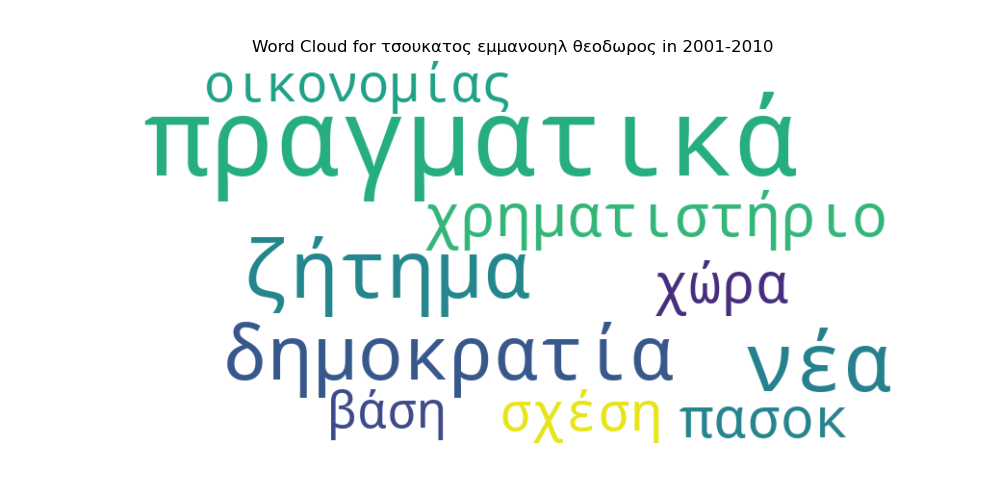 Word Cloud for τσουκατος εμμανουηλ θεοδωρος in 2001-2010
οικονομίας
πραγματικά
χρηματιστήριο
ζήτημα
χώρα
δημοκρατία
νέα
βάση
σχέση
πασοκ